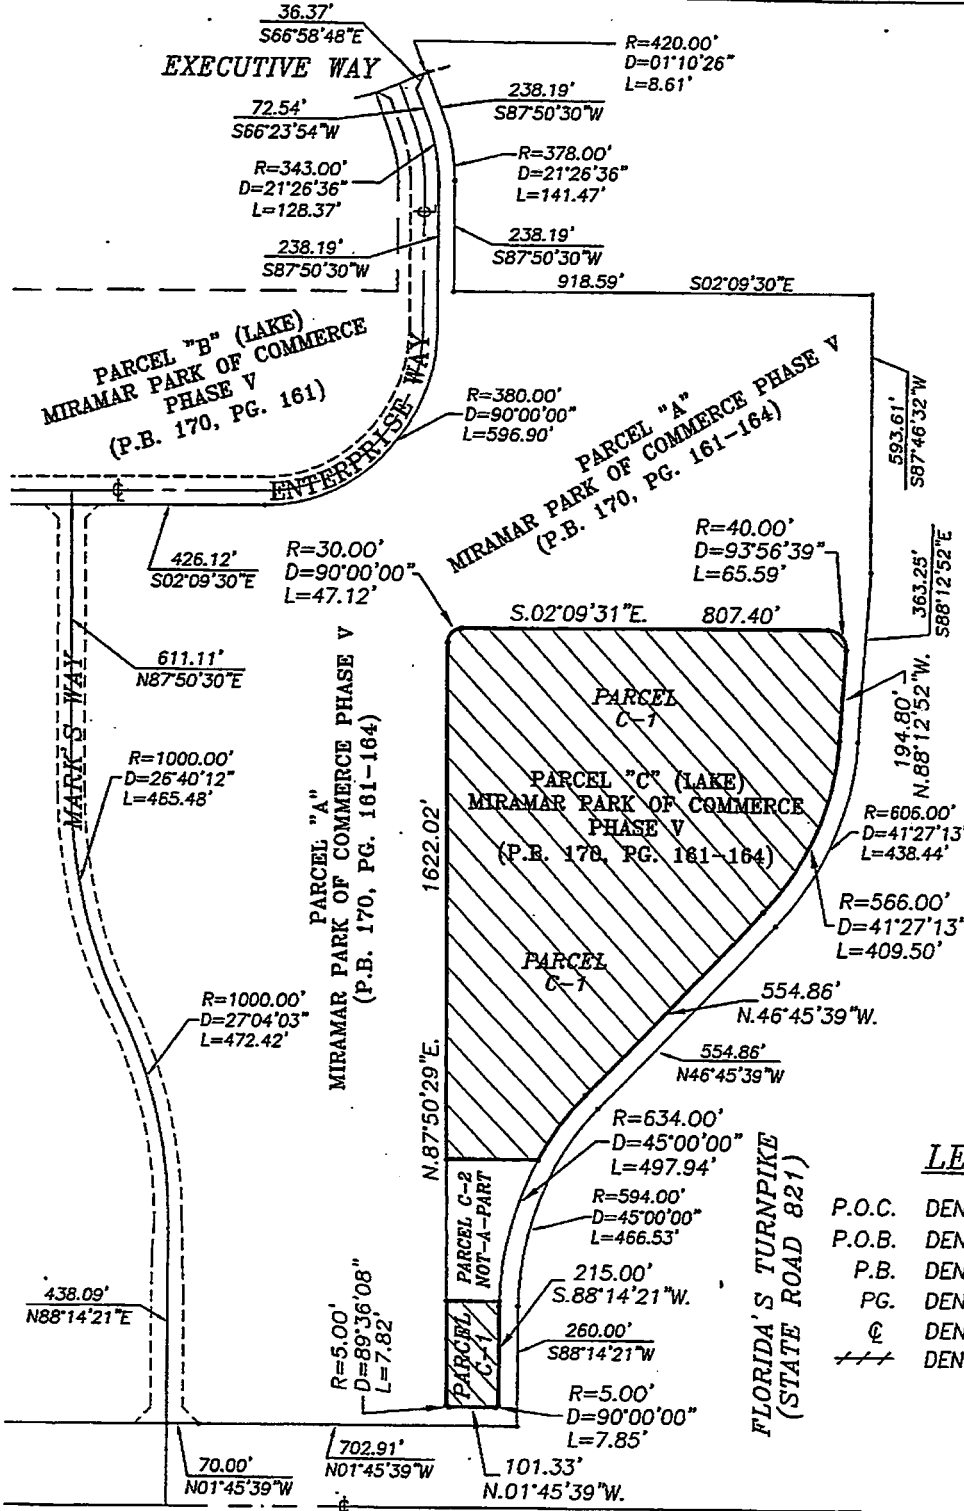 36.37'
S66°58'48"E
EXECUTIVE WAY
R=420.00'
D=01°10'26"
L=8.61'
72.54'
S66°23'54"W
238.19'
S87°50'30"W
R=343.00'
D=21°26'36"
L=128.37'
R=378.00'
D=21°26'36"
L=141.47'
238.19'
S87°50'30"W
238.19'
S87°50'30"W
918.59' S02°09'30"E
PARCEL "B" (LAKE)
MIRAMAR PARK OF COMMERCE
PHASE V
(P.B. 170, PG. 161)
ENTERPRISE WAY
R=380.00'
D=90°00'00"
L=596.90'
PARCEL "A"
MIRAMAR PARK OF COMMERCE PHASE V
(P.B. 170, PG. 161-164)
593.61'
S87°46'32"W
℄
426.12'
S02°09'30"E
R=30.00'
D=90°00'00"
L=47.12'
R=40.00'
D=93°56'39"
L=65.59'
363.25'
S88°12'52"E
S.02°09'31"E. 807.40'
611.11'
N87°50'30"E
MARK'S WAY
PARCEL "A"
MIRAMAR PARK OF COMMERCE PHASE V
(P.B. 170, PG. 161-164)
PARCEL
C-1
194.80'
N.88°12'52"W.
R=1000.00'
D=26°40'12"
L=465.48'
1622.02'
N.87°50'29"E.
PARCEL "C" (LAKE)
MIRAMAR PARK OF COMMERCE
PHASE V
(P.B. 170, PG. 161-164)
R=606.00'
D=41°27'13"
L=438.44'
R=566.00'
D=41°27'13"
L=409.50'
PARCEL
C-1
R=1000.00'
D=27°04'03"
L=472.42'
554.86'
N.46°45'39"W.
554.86'
N46°45'39"W
R=634.00'
D=45°00'00"
L=497.94'
R=594.00'
D=45°00'00"
L=466.53'
PARCEL C-2
NOT-A-PART
FLORIDA'S TURNPIKE
(STATE ROAD 821)
LE
P.O.C. DEN
P.O.B. DEN
P.B. DEN
PG. DEN
℄ DEN
DEN
438.09'
N88°14'21"E
R=5.00'
D=89°36'08"
L=7.82'
PARCEL
C-1
215.00'
S.88°14'21"W.
260.00'
S88°14'21"W
R=5.00'
D=90°00'00"
L=7.85'
70.00'
N01°45'39"W
702.91'
N01°45'39"W
101.33'
N.01°45'39"W.
℄